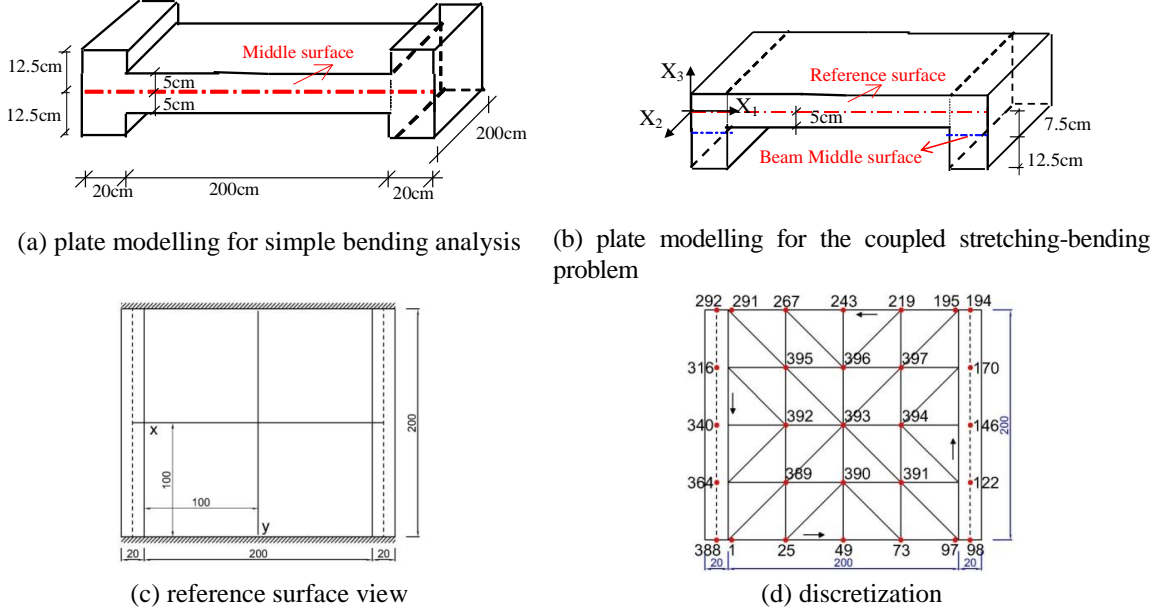 Middle surface
12.5cm
5cm
5cm
12.5cm
200cm
20cm
200cm
20cm
X3
X1
X2
Reference surface
5cm
Beam Middle surface
7.5cm
12.5cm
(a) plate modelling for simple bending analysis
(b) plate modelling for the coupled stretching-bending
problem
x
y
100
100
200
20
200
20
292 291 267 243 219 195 194
395 396 397
316 170
392 393 394
340 146
389 390 391
364 122
388 1 25 49 73 97 98
200
20
200
20
(c) reference surface view
(d) discretization